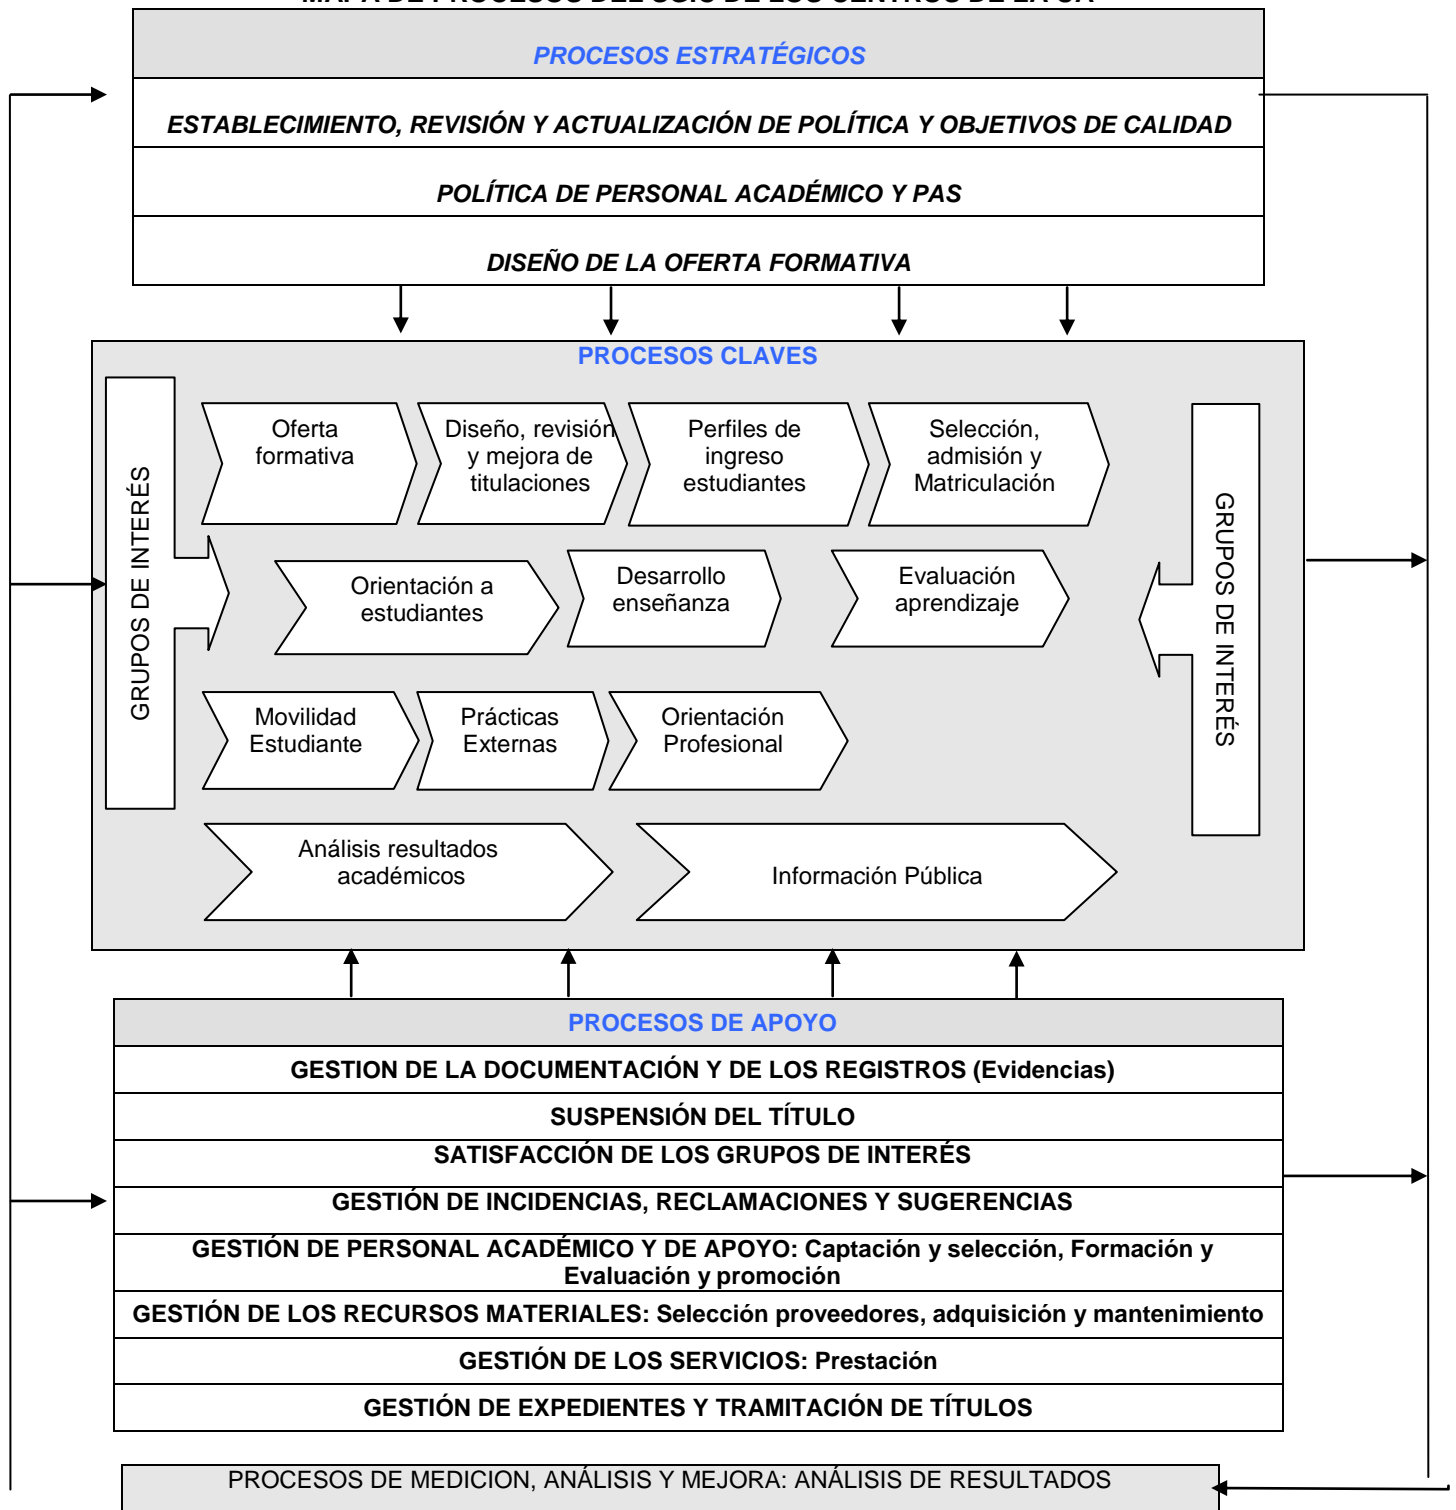 PROCESOS ESTRATÉGICOS
ESTABLECIMIENTO, REVISIÓN Y ACTUALIZACIÓN DE POLÍTICA Y OBJETIVOS DE CALIDAD
POLÍTICA DE PERSONAL ACADÉMICO Y PAS
DISEÑO DE LA OFERTA FORMATIVA
PROCESOS CLAVES
GRUPOS DE INTERÉS
Oferta
formativa
Diseño, revisión
y mejora de
titulaciones
Perfiles de
ingreso
estudiantes
Selección,
admisión y
Matriculación
GRUPOS DE INTERÉS
Orientación a
estudiantes
Desarrollo
enseñanza
Evaluación
aprendizaje
Movilidad
Estudiante
Prácticas
Externas
Orientación
Profesional
Análisis resultados
académicos
Información Pública
PROCESOS DE APOYO
GESTION DE LA DOCUMENTACIÓN Y DE LOS REGISTROS (Evidencias)
SUSPENSIÓN DEL TÍTULO
SATISFACCIÓN DE LOS GRUPOS DE INTERÉS
GESTIÓN DE INCIDENCIAS, RECLAMACIONES Y SUGERENCIAS
GESTIÓN DE PERSONAL ACADÉMICO Y DE APOYO: Captación y selección, Formación y
Evaluación y promoción
GESTIÓN DE LOS RECURSOS MATERIALES: Selección proveedores, adquisición y mantenimiento
GESTIÓN DE LOS SERVICIOS: Prestación
GESTIÓN DE EXPEDIENTES Y TRAMITACIÓN DE TÍTULOS
PROCESOS DE MEDICION, ANÁLISIS Y MEJORA: ANÁLISIS DE RESULTADOS